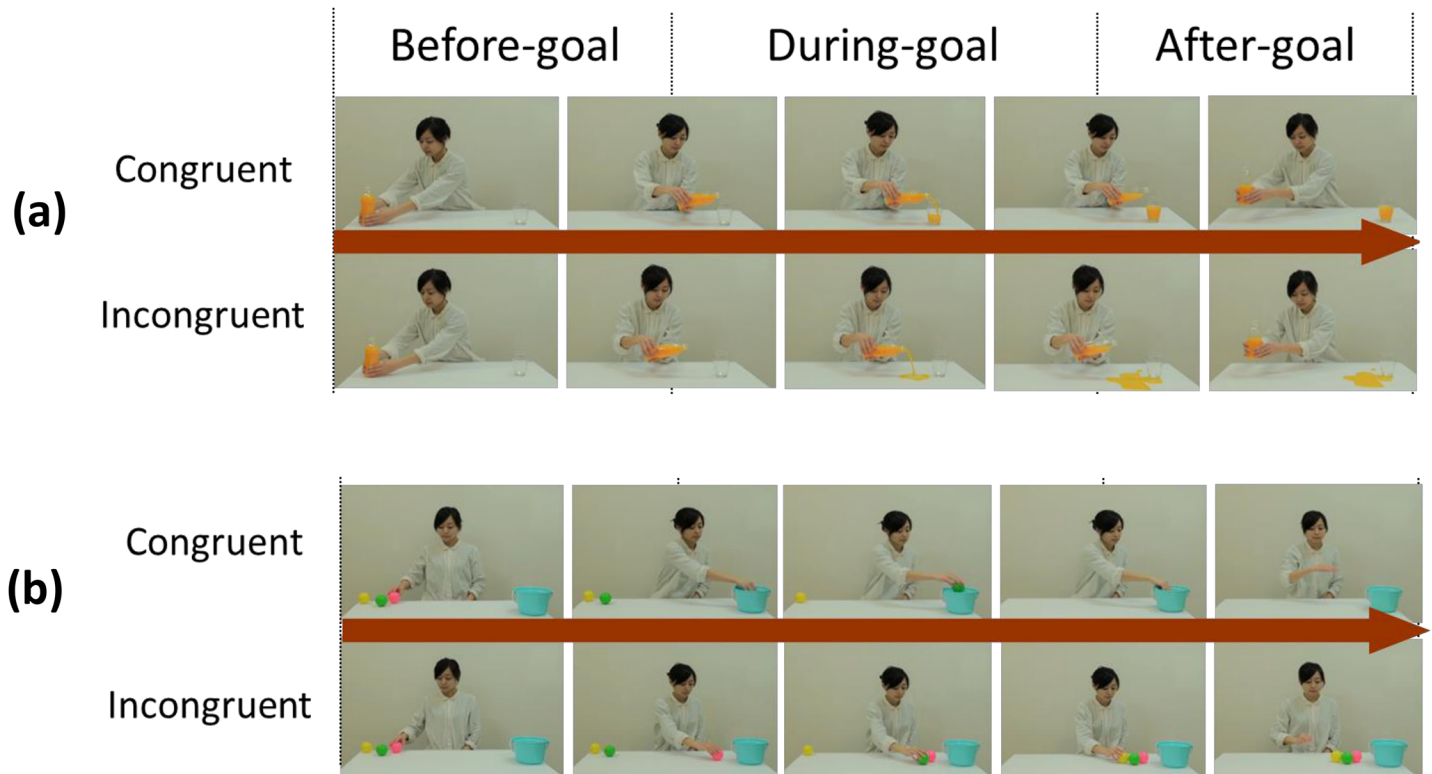 Before-goal During-goal After-goal
Congruent
(a)
Incongruent
Congruent
(b)
Incongruent